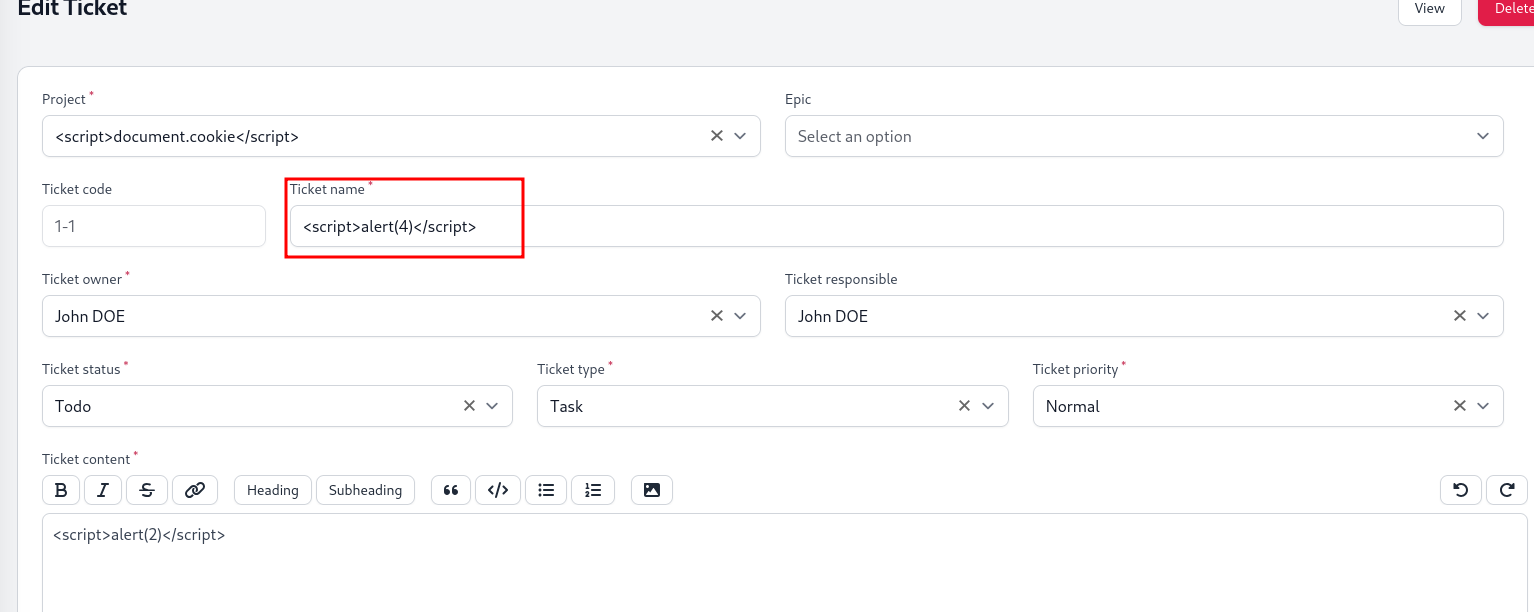 Edit Ticket
View
Delete
Project *
Epic
<script>document.cookie</script>
Select an option
Ticket code
Ticket name *
1-1
<script>alert(4)</script>
Ticket owner *
Ticket responsible
John DOE
John DOE
Ticket status *
Ticket type *
Ticket priority *
Todo
Task
Normal
Ticket content *
Heading
Subheading
<script>alert(2)</script>